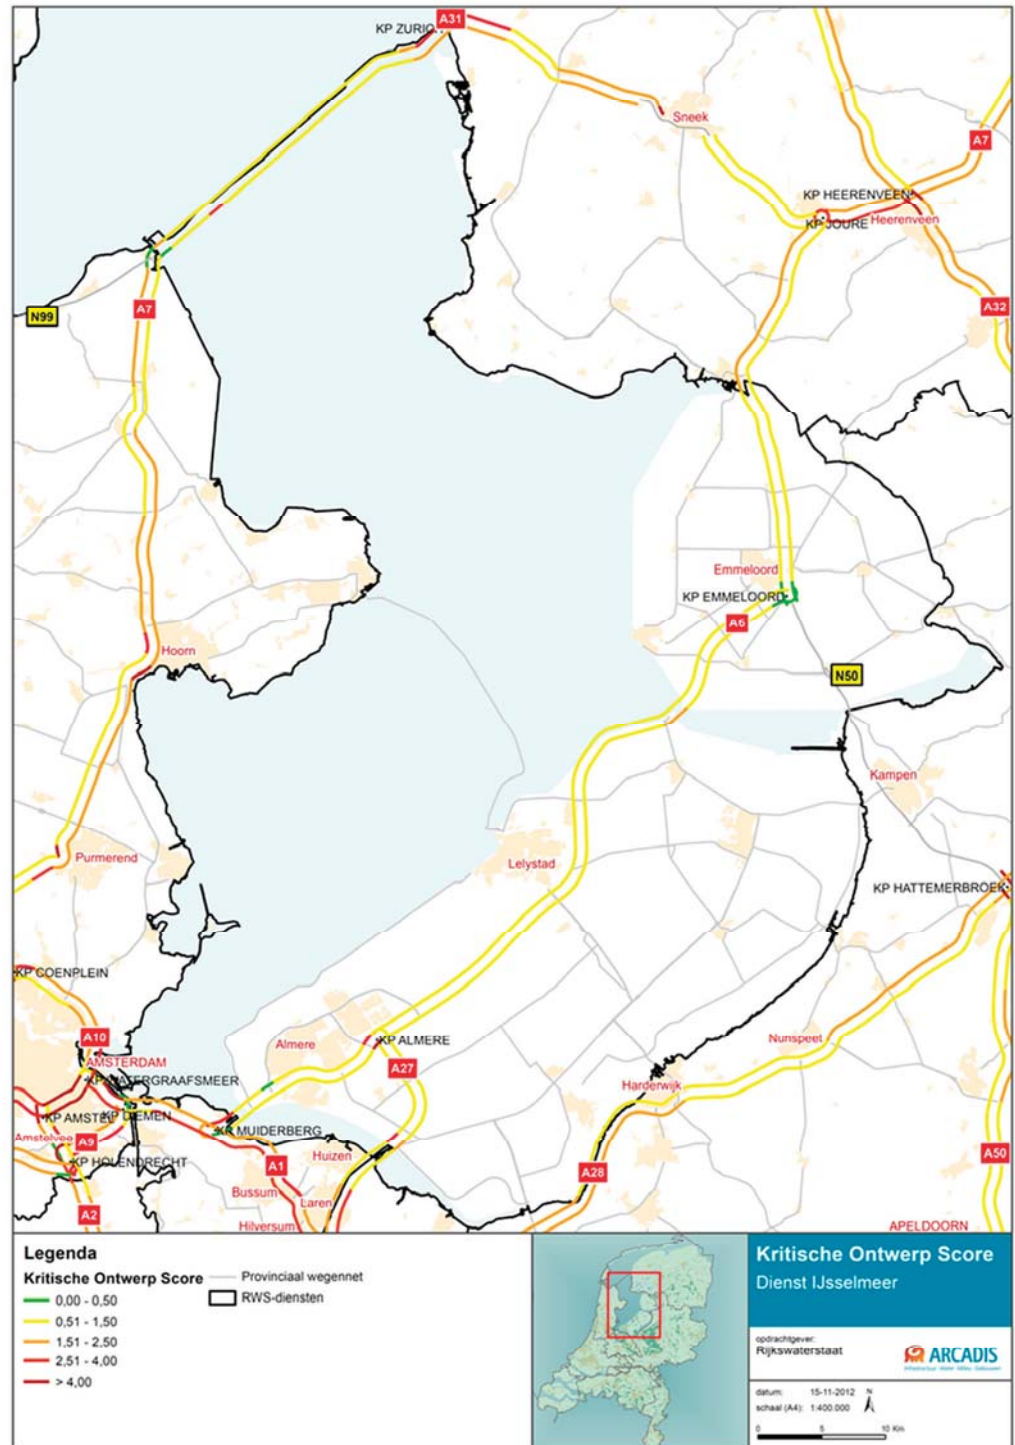 A31
KP ZURICH
Sneek
A7
KP HEERENVEEN
KP JOURE
Heerenveen
N99
A7
A32
Emmeloord
KP EMMELOORD
A6
Hoorn
N50
Kampen
Purmerend
Lelystad
KP HATTEMERBROEK
KP COENPLEIN
A10
Almere
KP ALMERE
Nunspeet
AMSTERDAM
A27
KP WATERGRAAFSMEER
Harderwijk
KP AMSTEL
KP DIEMEN
KP MUIDERBERG
Amstelveen
A9
Huizen
A50
KP HOLENDRECHT
A1
A28
Bussum
Laren
A2
Hilversum
APELDOORN
Legenda
Kritische Ontwerp Score
0,00 - 0,50
0,51 - 1,50
1,51 - 2,50
2,51 - 4,00
> 4,00
Provinciaal wegennet
RWS-diensten
Kritische Ontwerp Score
Dienst IJsselmeer
opdrachtgever:
Rijkswaterstaat
ARCADIS
Infrastructuur · Water · Milieu · Gebouwen
datum: 15-11-2012 N
schaal (A4): 1:400.000
0 5 10 Km